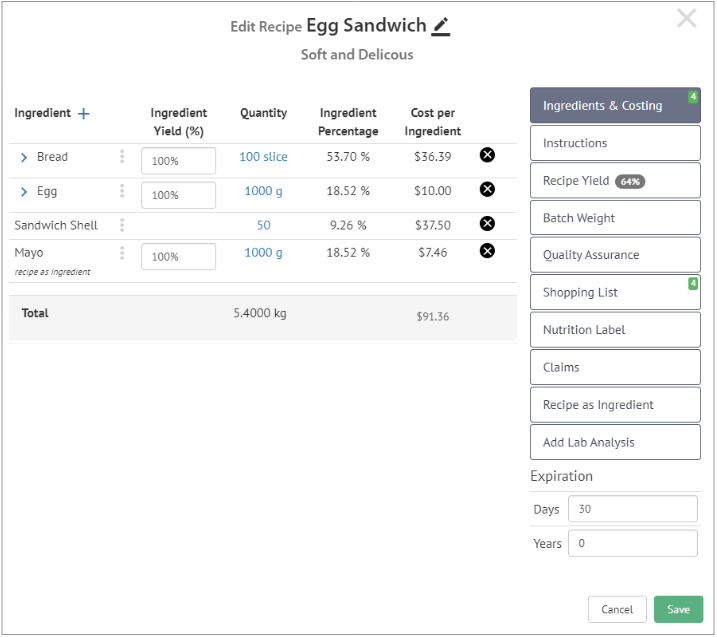 Edit Recipe Egg Sandwich
Soft and Delicous
Ingredient + Ingredient Yield (%) Quantity Ingredient Percentage Cost per Ingredient
Bread 100% 100 slice 53.70 % $36.39
Egg 100% 1000 g 18.52 % $10.00
Sandwich Shell 50 9.26 % $37.50
Mayo 100% 1000 g 18.52 % $7.46
recipe as ingredient
Total 5.4000 kg $91.36
Ingredients & Costing 4
Instructions
Recipe Yield 64%
Batch Weight
Quality Assurance
Shopping List 4
Nutrition Label
Claims
Recipe as Ingredient
Add Lab Analysis
Expiration
Days 30
Years 0
Cancel Save